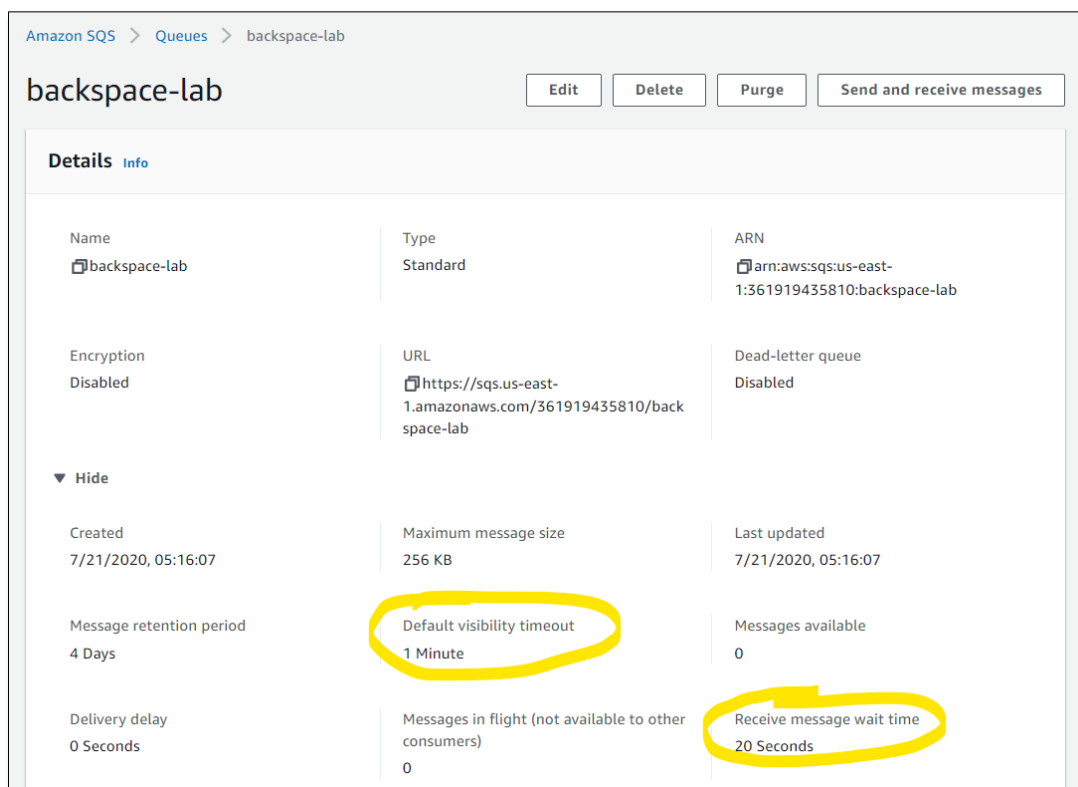 Amazon SQS > Queues > backspace-lab
backspace-lab
Edit
Delete
Purge
Send and receive messages
Details Info
Name
backspace-lab
Type
Standard
ARN
arn:aws:sqs:us-east-
1:361919435810:backspace-lab
Encryption
Disabled
URL
https://sqs.us-east-
1.amazonaws.com/361919435810/back
space-lab
Dead-letter queue
Disabled
Hide
Created
7/21/2020, 05:16:07
Maximum message size
256 KB
Last updated
7/21/2020, 05:16:07
Message retention period
4 Days
Default visibility timeout
1 Minute
Messages available
0
Delivery delay
0 Seconds
Messages in flight (not available to other
consumers)
0
Receive message wait time
20 Seconds